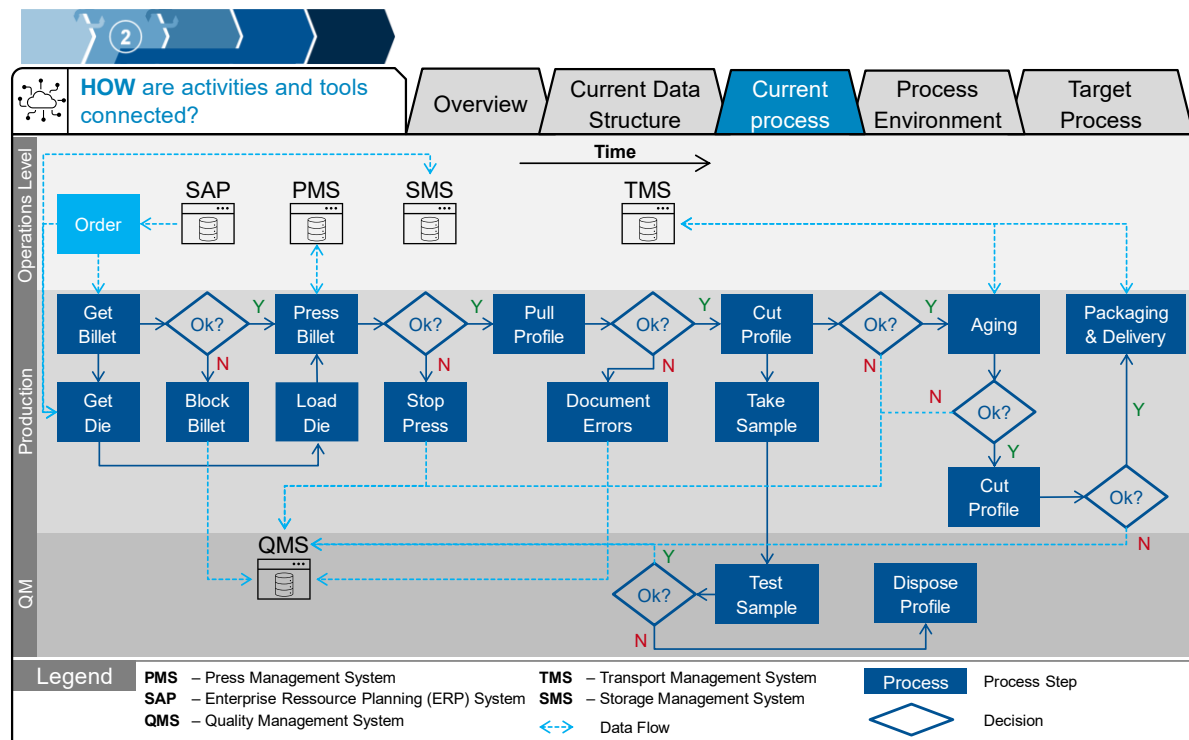 2
HOW are activities and tools
connected?
Overview
Current Data
Structure
Current
process
Process
Environment
Target
Process
Operations Level
Time
SAP
PMS
SMS
TMS
Order
Production
Get
Billet
Ok?
Y
Press
Billet
Ok?
Y
Pull
Profile
Ok?
Y
Cut
Profile
Ok?
Y
Aging
Packaging
& Delivery
N
N
N
N
Get
Die
Block
Billet
Load
Die
Stop
Press
Document
Errors
Take
Sample
N
Ok?
Y
Y
Cut
Profile
Ok?
N
QM
QMS
Y
Ok?
N
Test
Sample
Dispose
Profile
Legend
PMS – Press Management System
SAP – Enterprise Ressource Planning (ERP) System
QMS – Quality Management System
TMS – Transport Management System
SMS – Storage Management System
Data Flow
Process
Process Step
Decision